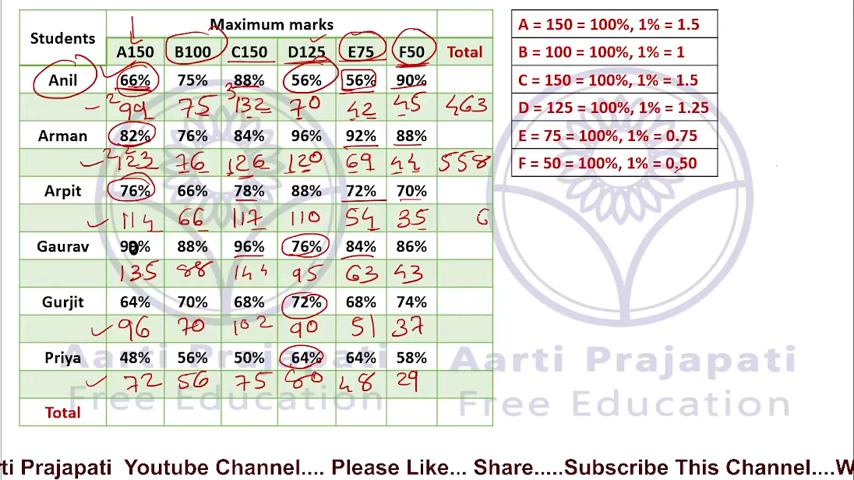 Students Maximum marks
A150 B100 C150 D125 E75 F50 Total
Anil 66% 75% 88% 56% 56% 90%
2 99 75 3 132 70 42 45 463
Arman 82% 76% 84% 96% 92% 88%
123 76 126 120 69 44 558
Arpit 76% 66% 78% 88% 72% 70%
114 66 117 110 54 35 6
Gaurav 90% 88% 96% 76% 84% 86%
135 88 144 95 63 43
Gurjit 64% 70% 68% 72% 68% 74%
96 70 102 90 51 37
Priya 48% 56% 50% 64% 64% 58%
72 56 75 80 48 29
Total
A = 150 = 100%, 1% = 1.5
B = 100 = 100%, 1% = 1
C = 150 = 100%, 1% = 1.5
D = 125 = 100%, 1% = 1.25
E = 75 = 100%, 1% = 0.75
F = 50 = 100%, 1% = 0.50
Aarti Prajapati
Free Education
Aarti Prajapati
Free Education
rti Prajapati Youtube Channel.... Please Like... Share.....Subscribe This Channel....W